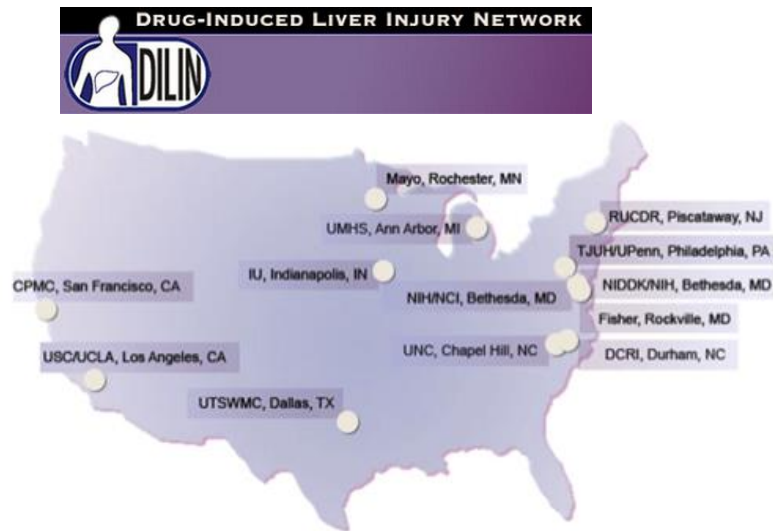 DRUG-INDUCED LIVER INJURY NETWORK
DILIN
Mayo, Rochester, MN
RUCDR, Piscataway, NJ
UMHS, Ann Arbor, MI
TJUH/UPenn, Philadelphia, PA
IU, Indianapolis, IN
CPMC, San Francisco, CA
NIDDK/NIH, Bethesda, MD
NIH/NCI, Bethesda, MD
Fisher, Rockville, MD
UNC, Chapel Hill, NC
DCRI, Durham, NC
USC/UCLA, Los Angeles, CA
UTSWMC, Dallas, TX